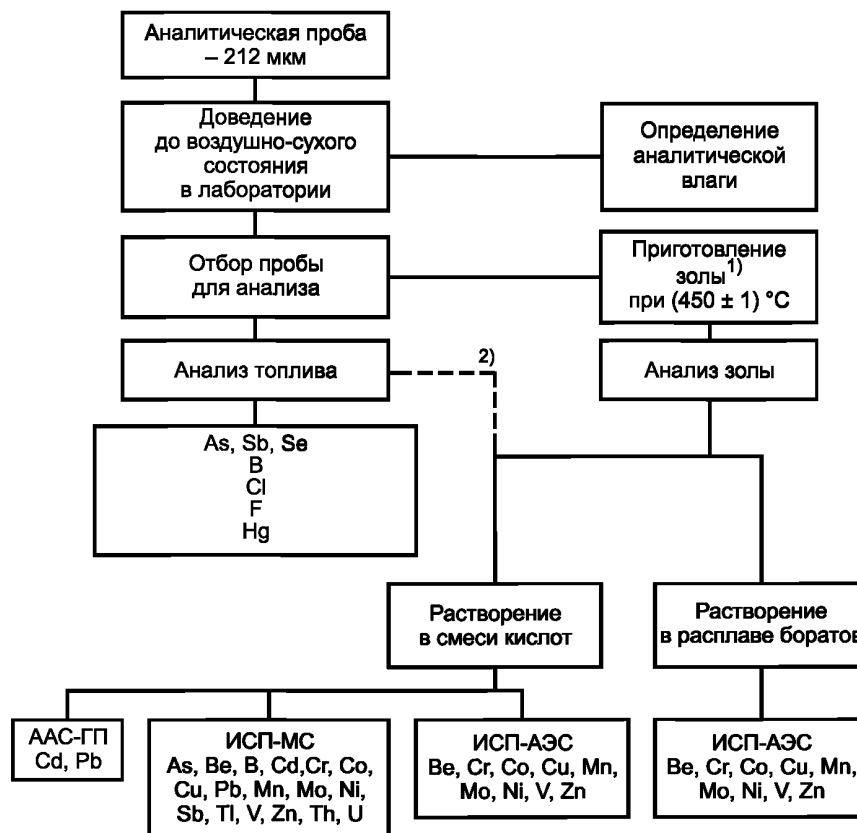 Аналитическая проба
– 212 мкм
Доведение
до воздушно-сухого
состояния
в лаборатории
Определение
аналитической
влаги
Отбор пробы
для анализа
Приготовление
золы1)
при (450 ± 1) °С
Анализ топлива
2)
Анализ золы
As, Sb, Se
B
Cl
F
Hg
Растворение
в смеси кислот
Растворение
в расплаве боратов
ААС-ГП
Cd, Pb
ИСП-МС
As, Be, B, Cd,Cr, Co,
Cu, Pb, Mn, Mo, Ni,
Sb, Tl, V, Zn, Th, U
ИСП-АЭС
Be, Cr, Co, Cu, Mn,
Mo, Ni, V, Zn
ИСП-АЭС
Be, Cr, Co, Cu, Mn,
Mo, Ni, V, Zn